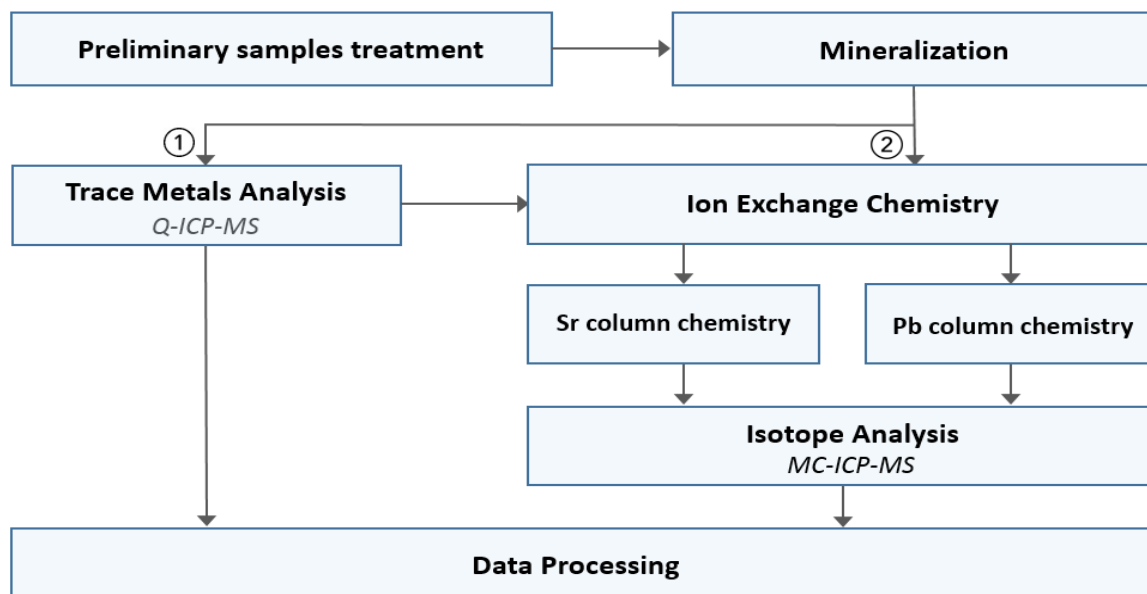 Preliminary samples treatment
Mineralization
①
②
Trace Metals Analysis
Q-ICP-MS
Ion Exchange Chemistry
Sr column chemistry
Pb column chemistry
Isotope Analysis
MC-ICP-MS
Data Processing